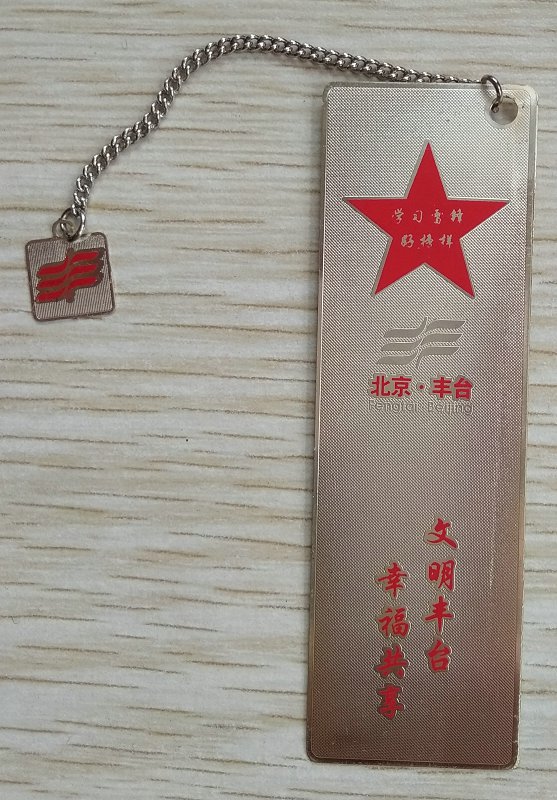 学习雷锋
好榜样
北京·丰台
Fengtai·Beijing
文明丰台
幸福共享